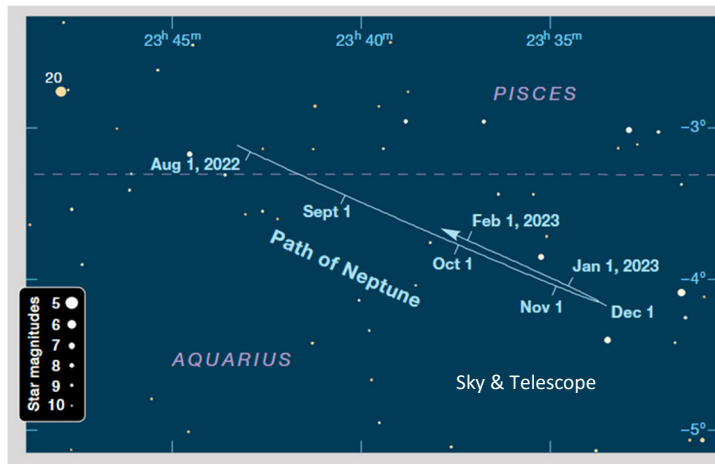 23ʰ 45ᵐ 23ʰ 40ᵐ 23ʰ 35ᵐ
20
PISCES
–3°
Aug 1, 2022
Sept 1
Feb 1, 2023
Path of Neptune
Oct 1
Jan 1, 2023
–4°
Nov 1
Dec 1
Star magnitudes
5
6
7
8
9
10
AQUARIUS
Sky & Telescope
–5°